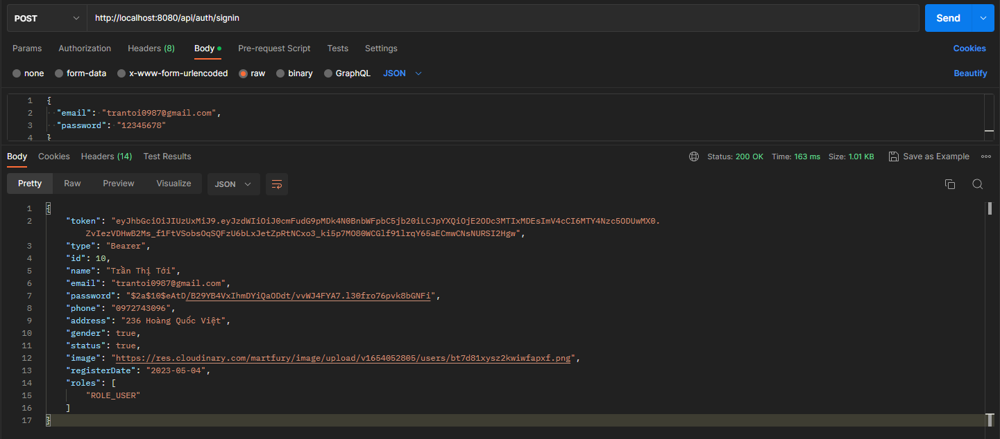 POST http://localhost:8080/api/auth/signin Send
Params Authorization Headers (8) Body Pre-request Script Tests Settings Cookies
none form-data x-www-form-urlencoded raw binary GraphQL JSON Beautify
1 {
2 "email": "trantoi0987@gmail.com",
3 "password": "12345678"
4 }
Body Cookies Headers (14) Test Results Status: 200 OK Time: 163 ms Size: 1.01 KB Save as Example
Pretty Raw Preview Visualize JSON
1 {
2 "token": "eyJhbGciOiJIUzUxMiJ9.eyJzdWIiOiJ0cmFudG9pMDk4N0BnbWFpbC5jb20iLCJpYXQiOjE2ODc3MTIxMDEsImV4cCI6MTY4Nzc5ODUwMX0.
ZvIezVDHwB2Ms_f1FtVSobsOqSQFzU6bLxJetZpRtNCxo3_ki5p7MO80WCGlf91lrqY65aECmwCNsNURSI2Hgw",
3 "type": "Bearer",
4 "id": 10,
5 "name": "Trần Thị Tới",
6 "email": "trantoi0987@gmail.com",
7 "password": "$2a$10$eAtD/B29YB4VxIhmDYiQaODdt/vvWJ4FYA7.l30fro76pvk8bGNFi",
8 "phone": "0972743096",
9 "address": "236 Hoàng Quốc Việt",
10 "gender": true,
11 "status": true,
12 "image": "https://res.cloudinary.com/martfury/image/upload/v1654052805/users/bt7d81xysz2kwiwfapxf.png",
13 "registerDate": "2023-05-04",
14 "roles": [
15 "ROLE_USER"
16 ]
17 }